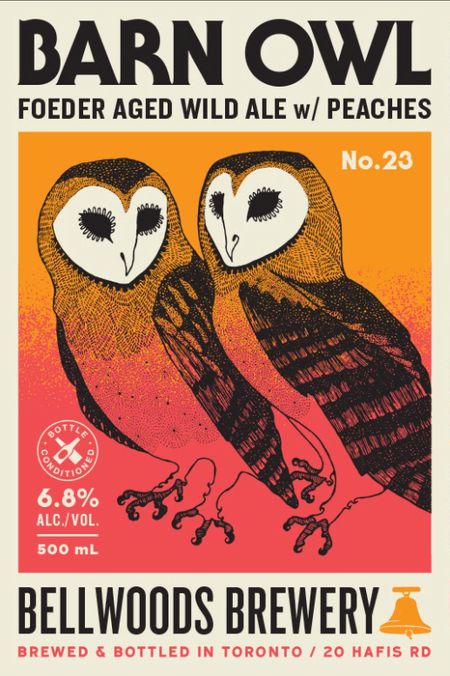 BARN OWL
FOEDER AGED WILD ALE w/ PEACHES
No.23
BOTTLE
CONDITIONED
6.8%
ALC./VOL.
500 mL
BELLWOODS BREWERY
BREWED & BOTTLED IN TORONTO / 20 HAFIS RD